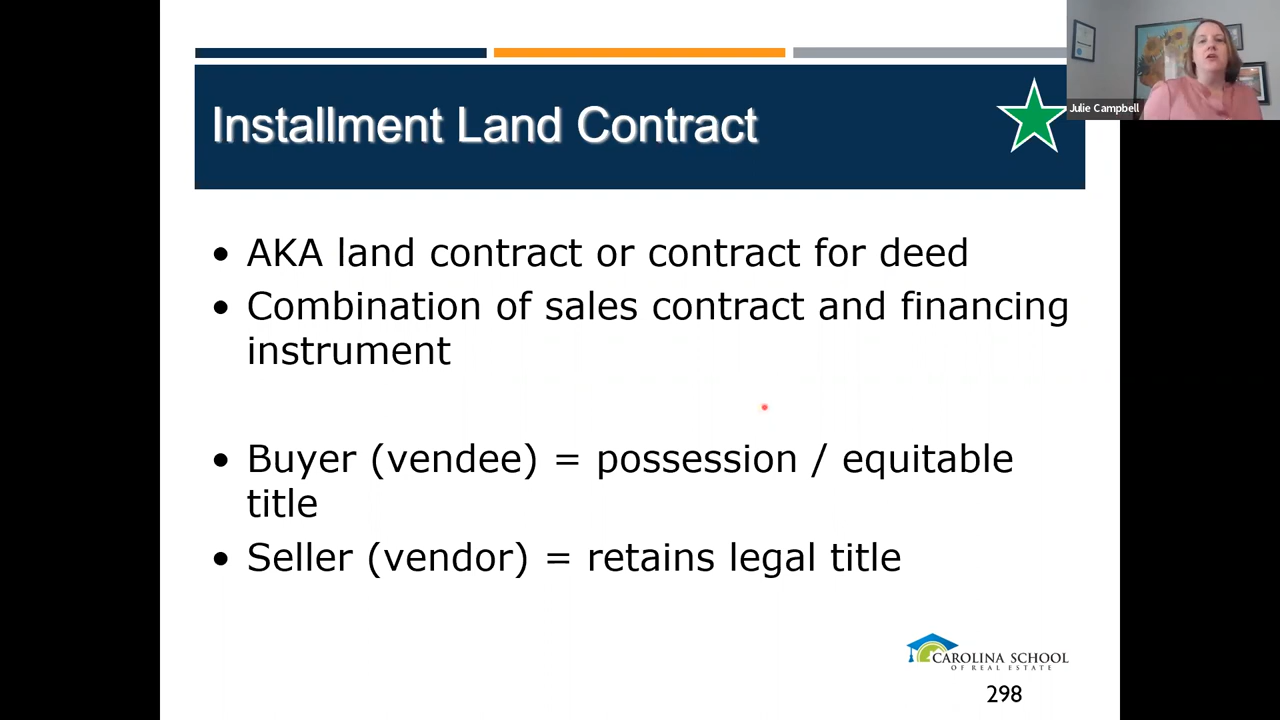 Julie Campbell
Installment Land Contract
• AKA land contract or contract for deed
• Combination of sales contract and financing
instrument
• Buyer (vendee) = possession / equitable
title
• Seller (vendor) = retains legal title
CAROLINA SCHOOL
OF REAL ESTATE
298